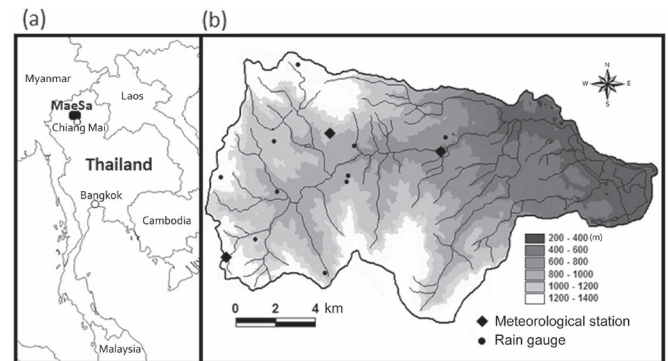 (a)
(b)
Myanmar
Laos
MaeSa
Chiang Mai
Thailand
Bangkok
Cambodia
Malaysia
N
W E
S
200 - 400 (m)
400 - 600
600 - 800
800 - 1000
1000 - 1200
1200 - 1400
0 2 4 km
Meteorological station
Rain gauge